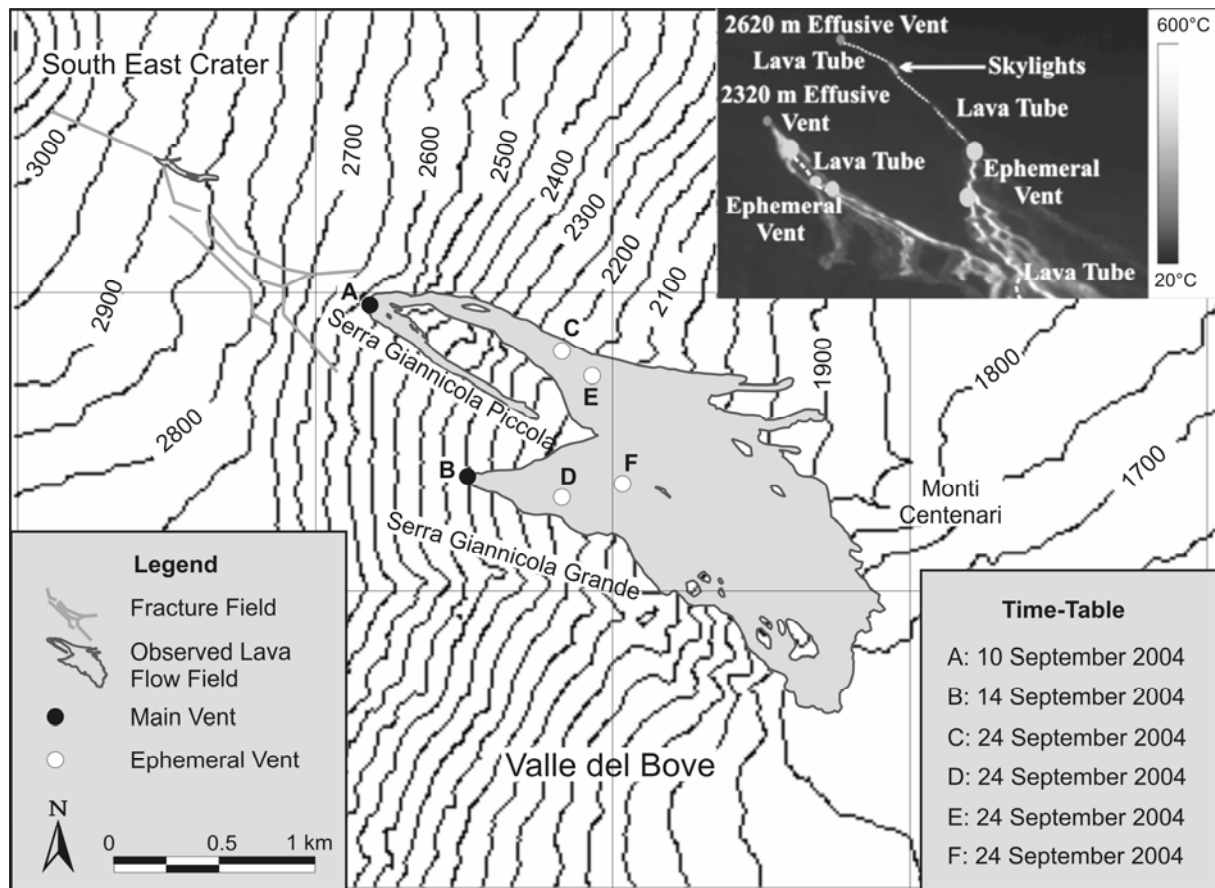 South East Crater
3000
2900
2800
2700
2600
2500
2400
2300
2200
2100
1900
1800
1700
A
B
C
D
E
F
Serra Giannicola Piccola
Serra Giannicola Grande
Monti
Centenari
Valle del Bove
2620 m Effusive Vent
Lava Tube
Skylights
2320 m Effusive
Vent
Lava Tube
Lava Tube
Ephemeral
Vent
Ephemeral
Vent
Lava Tube
600°C
20°C
Legend
Fracture Field
Observed Lava
Flow Field
Main Vent
Ephemeral Vent
N
0 0.5 1 km
Time-Table
A: 10 September 2004
B: 14 September 2004
C: 24 September 2004
D: 24 September 2004
E: 24 September 2004
F: 24 September 2004